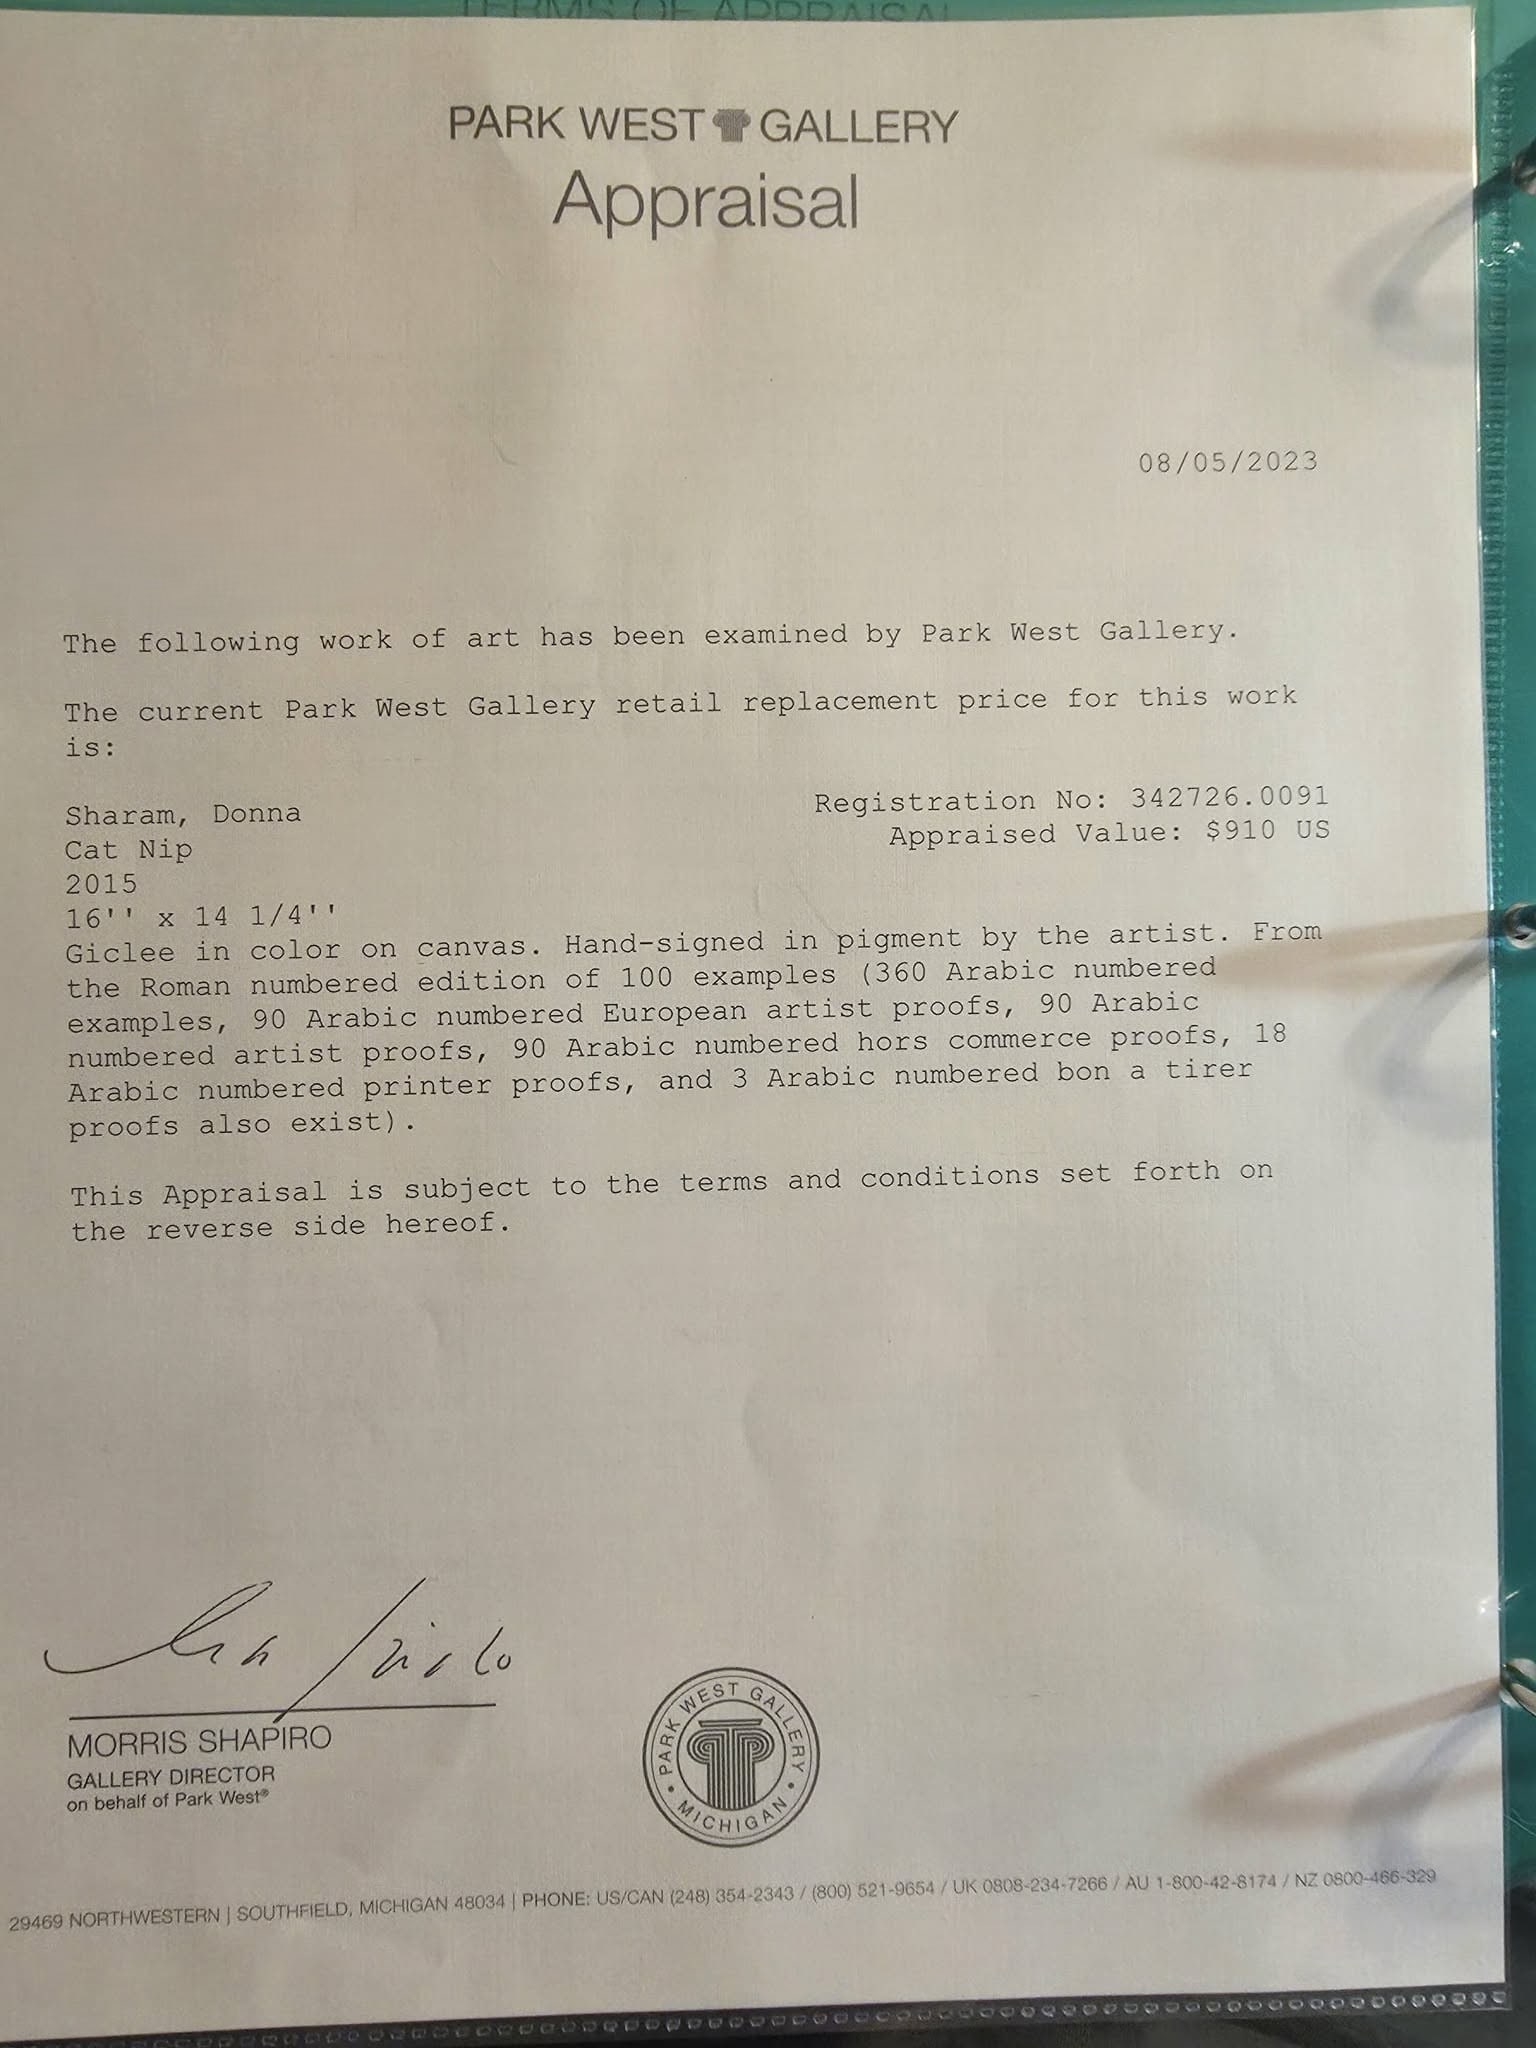 TERMS OF APPRAISAL
PARK WEST GALLERY
Appraisal
08/05/2023
The following work of art has been examined by Park West Gallery.
The current Park West Gallery retail replacement price for this work
is:
Sharam, Donna
Registration No: 342726.0091
Cat Nip
Appraised Value: $910 US
2015
16'' x 14 1/4''
Giclee in color on canvas. Hand-signed in pigment by the artist. From
the Roman numbered edition of 100 examples (360 Arabic numbered
examples, 90 Arabic numbered European artist proofs, 90 Arabic
numbered artist proofs, 90 Arabic numbered hors commerce proofs, 18
Arabic numbered printer proofs, and 3 Arabic numbered bon a tirer
proofs also exist).
This Appraisal is subject to the terms and conditions set forth on
the reverse side hereof.
MORRIS SHAPIRO
GALLERY DIRECTOR
on behalf of Park West®
PARK WEST GALLERY
• MICHIGAN •
29469 NORTHWESTERN | SOUTHFIELD, MICHIGAN 48034 | PHONE: US/CAN (248) 354-2343 / (800) 521-9654 / UK 0808-234-7266 / AU 1-800-42-8174 / NZ 0800-466-329